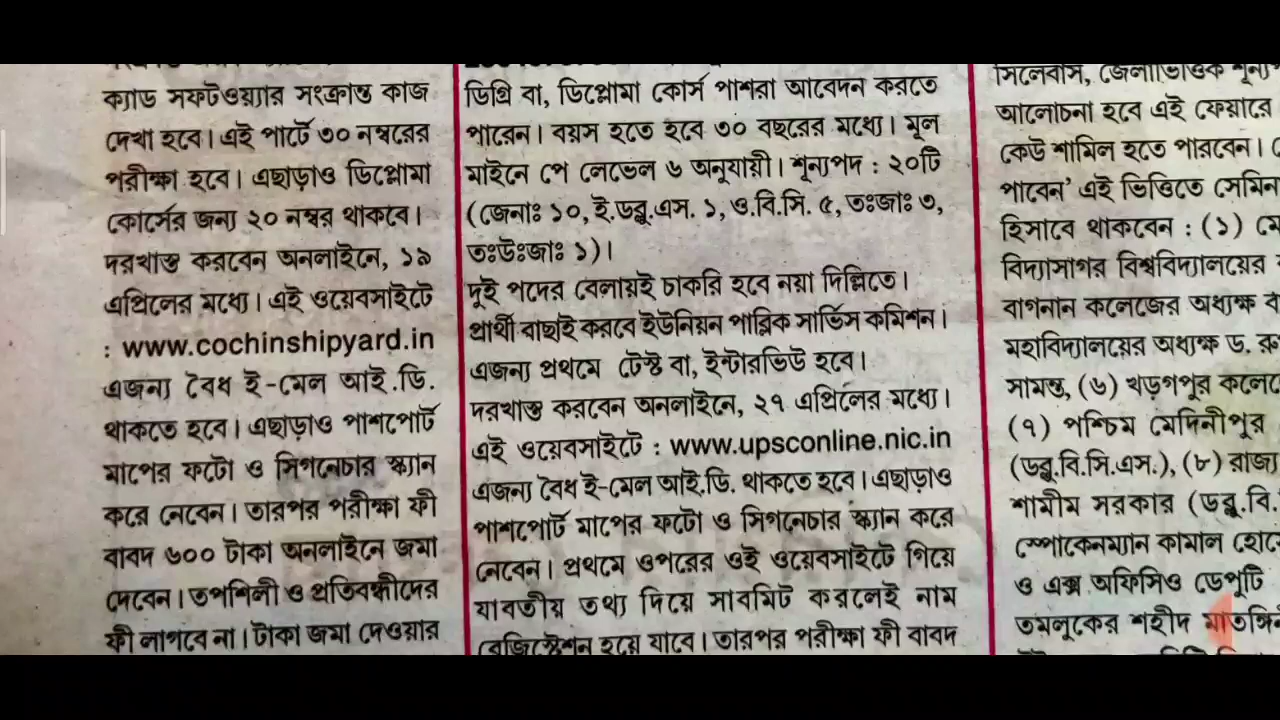 ক্যাড সফটওয়্যার সংক্রান্ত কাজ
দেখা হবে। এই পার্টে ৩০ নম্বরের
পরীক্ষা হবে। এছাড়াও ডিপ্লোমা
কোর্সের জন্য ২০ নম্বর থাকবে।
দরখাস্ত করবেন অনলাইনে, ১৯
এপ্রিলের মধ্যে। এই ওয়েবসাইটে
: www.cochinshipyard.in
এজন্য বৈধ ই-মেল আই.ডি.
থাকতে হবে। এছাড়াও পাশপোর্ট
মাপের ফটো ও সিগনেচার স্ক্যান
করে নেবেন। তারপর পরীক্ষা ফী
বাবদ ৬০০ টাকা অনলাইনে জমা
দেবেন। তপশিলী ও প্রতিবন্ধীদের
ফী লাগবে না। টাকা জমা দেওয়ার
ডিগ্রি বা, ডিপ্লোমা কোর্স পাশরা আবেদন করতে
পারেন। বয়স হতে হবে ৩০ বছরের মধ্যে। মূল
মাইনে পে লেভেল ৬ অনুযায়ী। শূন্যপদ : ২০টি
(জেনাঃ ১০, ই.ডব্লু.এস. ১, ও.বি.সি. ৫, তঃজাঃ ৩,
তঃউঃজাঃ ১)।
দুই পদের বেলায়ই চাকরি হবে নয়া দিল্লিতে।
প্রার্থী বাছাই করবে ইউনিয়ন পাব্লিক সার্ভিস কমিশন।
এজন্য প্রথমে টেস্ট বা, ইন্টারভিউ হবে।
দরখাস্ত করবেন অনলাইনে, ২৭ এপ্রিলের মধ্যে।
এই ওয়েবসাইটে : www.upsconline.nic.in
এজন্য বৈধ ই-মেল আই.ডি. থাকতে হবে। এছাড়াও
পাশপোর্ট মাপের ফটো ও সিগনেচার স্ক্যান করে
নেবেন। প্রথমে ওপরের ওই ওয়েবসাইটে গিয়ে
যাবতীয় তথ্য দিয়ে সাবমিট করলেই নাম
রেজিস্ট্রেশন হয়ে যাবে। তারপর পরীক্ষা ফী বাবদ
সিলেবাস, জেলাভিত্তিক
আলোচনা হবে এই ফেয়ারে
কেউ শামিল হতে পারবেন।
পাবেন' এই ভিত্তিতে
হিসাবে থাকবেন : (১)
বিদ্যাসাগর বিশ্ববিদ্যালয়ের
বাগনান কলেজের অধ্যক্ষ
মহাবিদ্যালয়ের অধ্যক্ষ ড.
সামন্ত, (৬) খড়গপুর
(৭) পশ্চিম মেদিনীপুর
(ডব্লু.বি.সি.এস.), (৮) রাজ্য
শামীম সরকার (ডব্লু.বি.
স্পোকেনম্যান কামাল
ও এক্স অফিসিও ডেপুটি
তমলুকের শহীদ